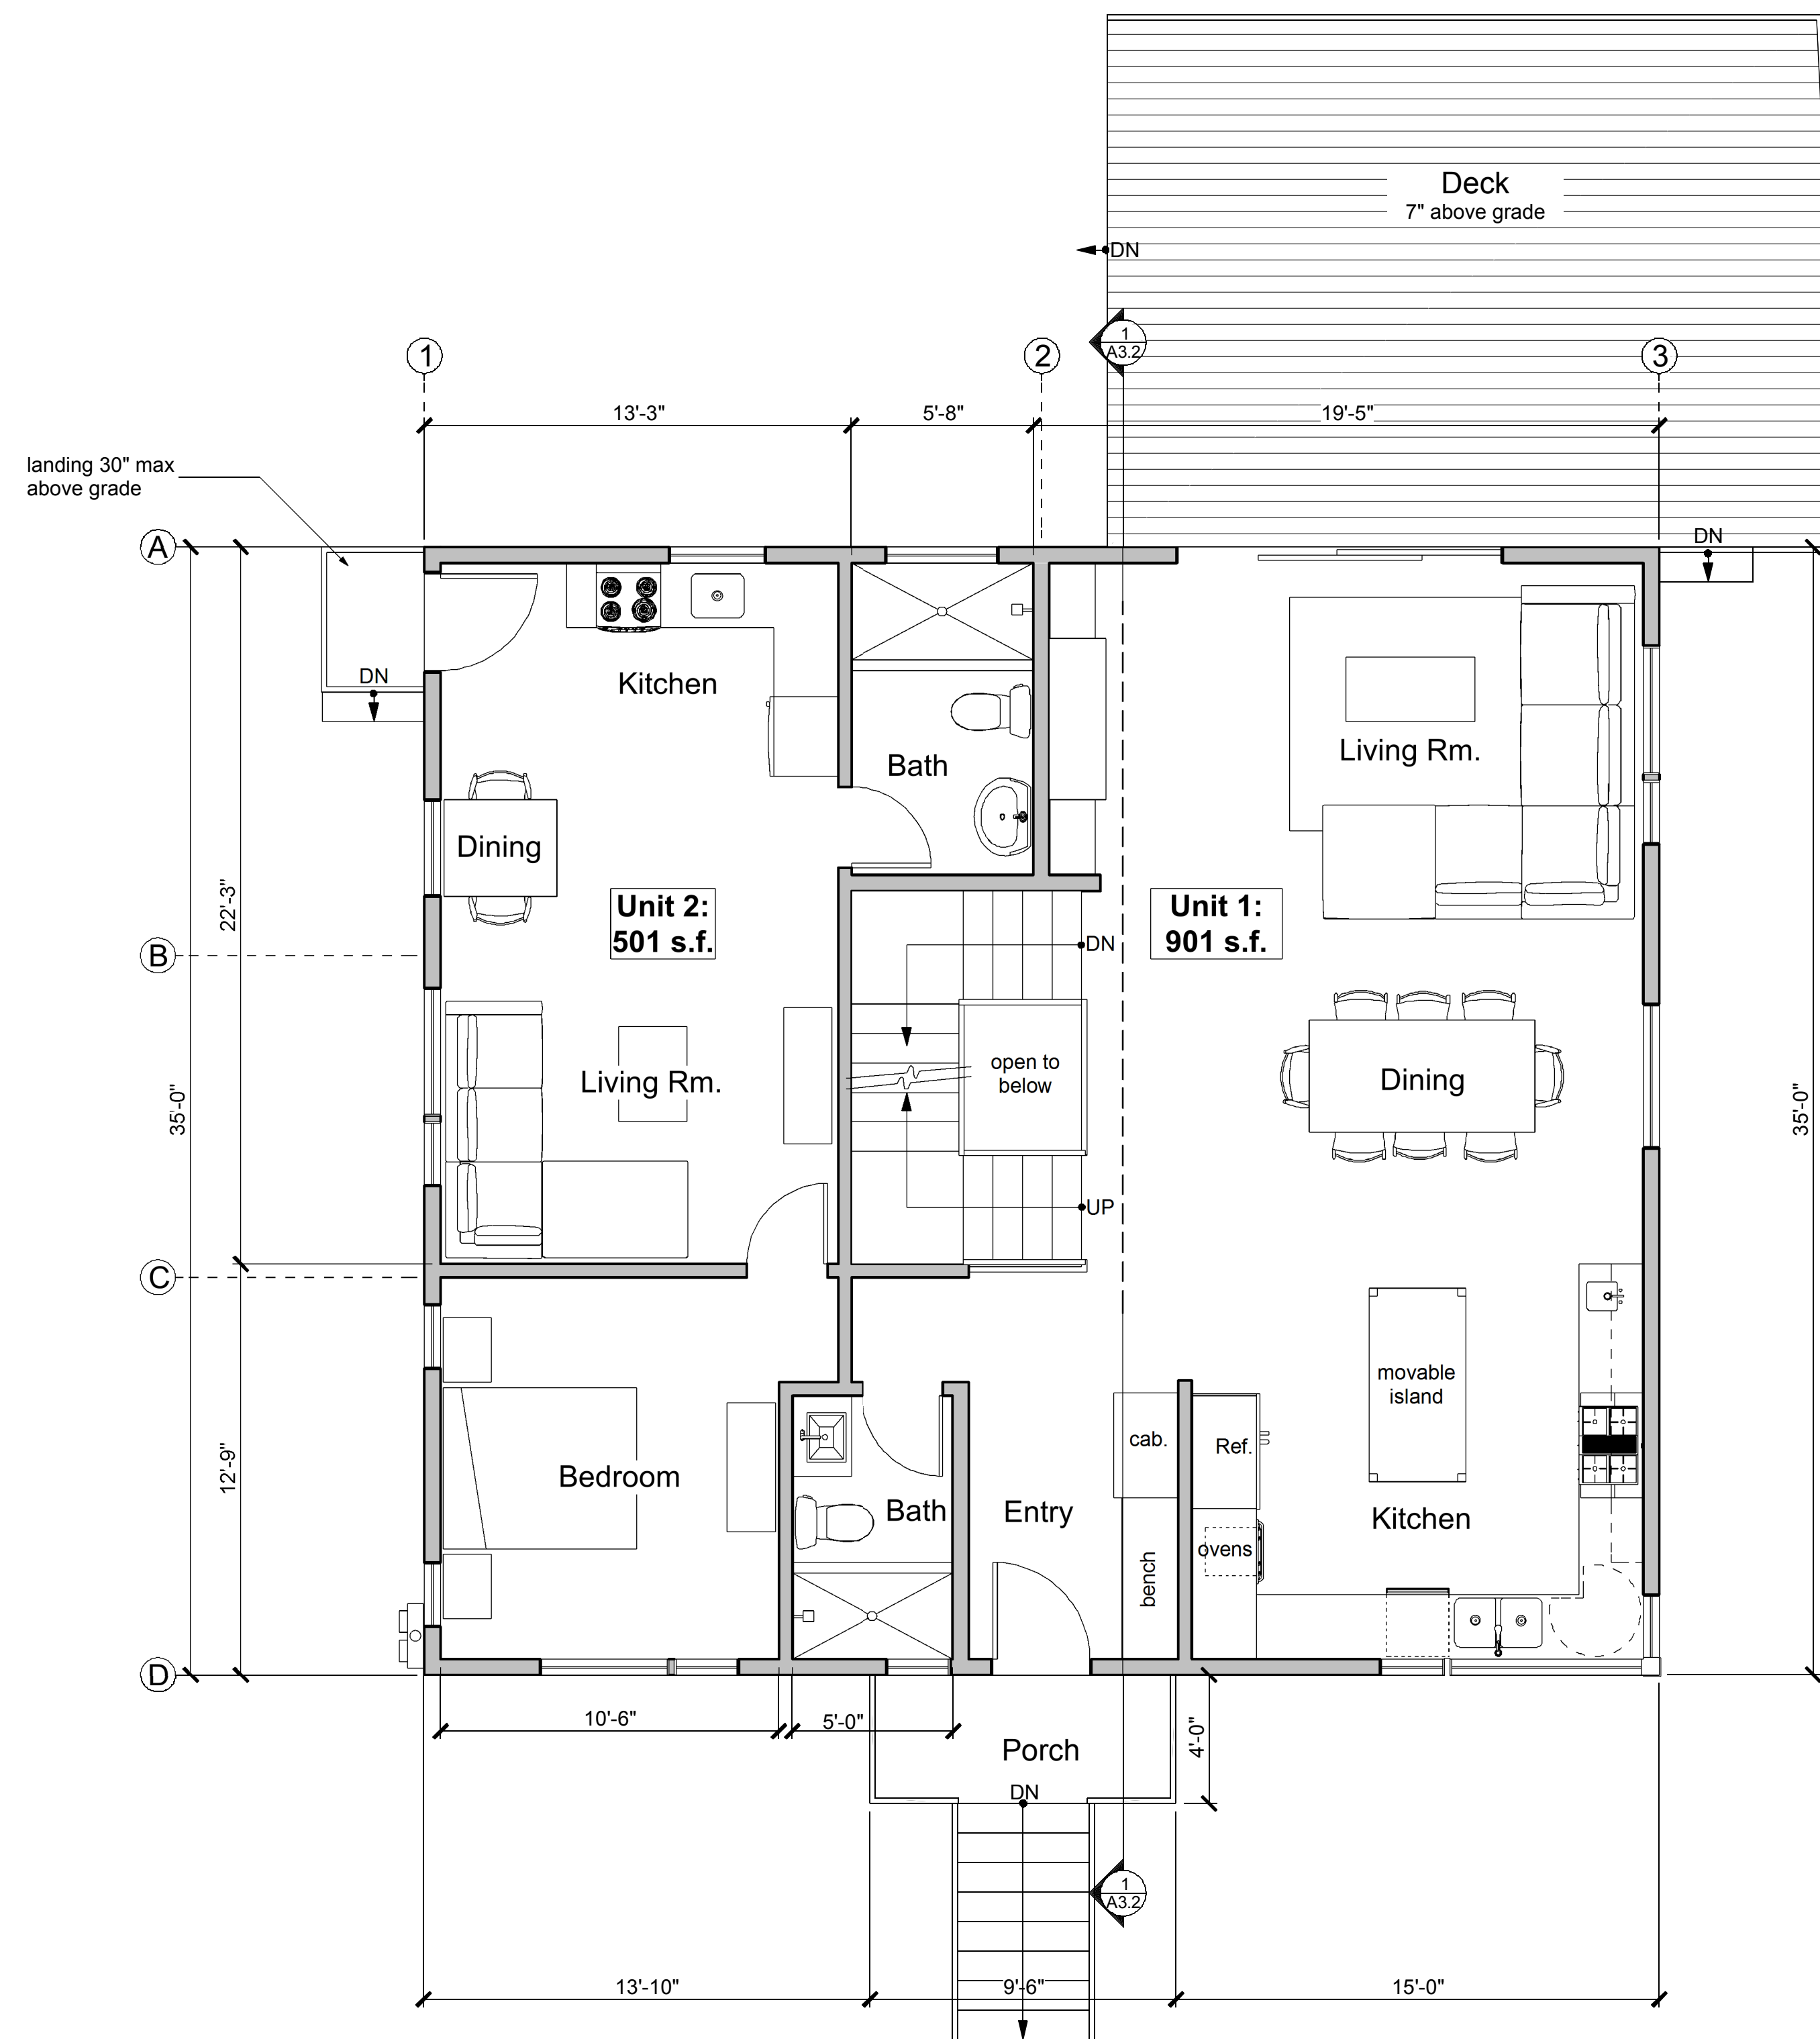 Deck
7" above grade
DN
1
A3.2
1
2
3
13'-3"
5'-8"
19'-5"
landing 30" max
above grade
A
DN
DN
Kitchen
Bath
Living Rm.
Dining
22'-3"
Unit 2:
501 s.f.
Unit 1:
901 s.f.
B
DN
open to
below
Living Rm.
Dining
35'-0"
35'-0"
UP
C
movable
island
cab.
Ref.
12'-9"
Bedroom
Bath
Entry
Kitchen
ovens
bench
D
10'-6"
5'-0"
4'-0"
Porch
DN
1
A3.2
13'-10"
9'-6"
15'-0"